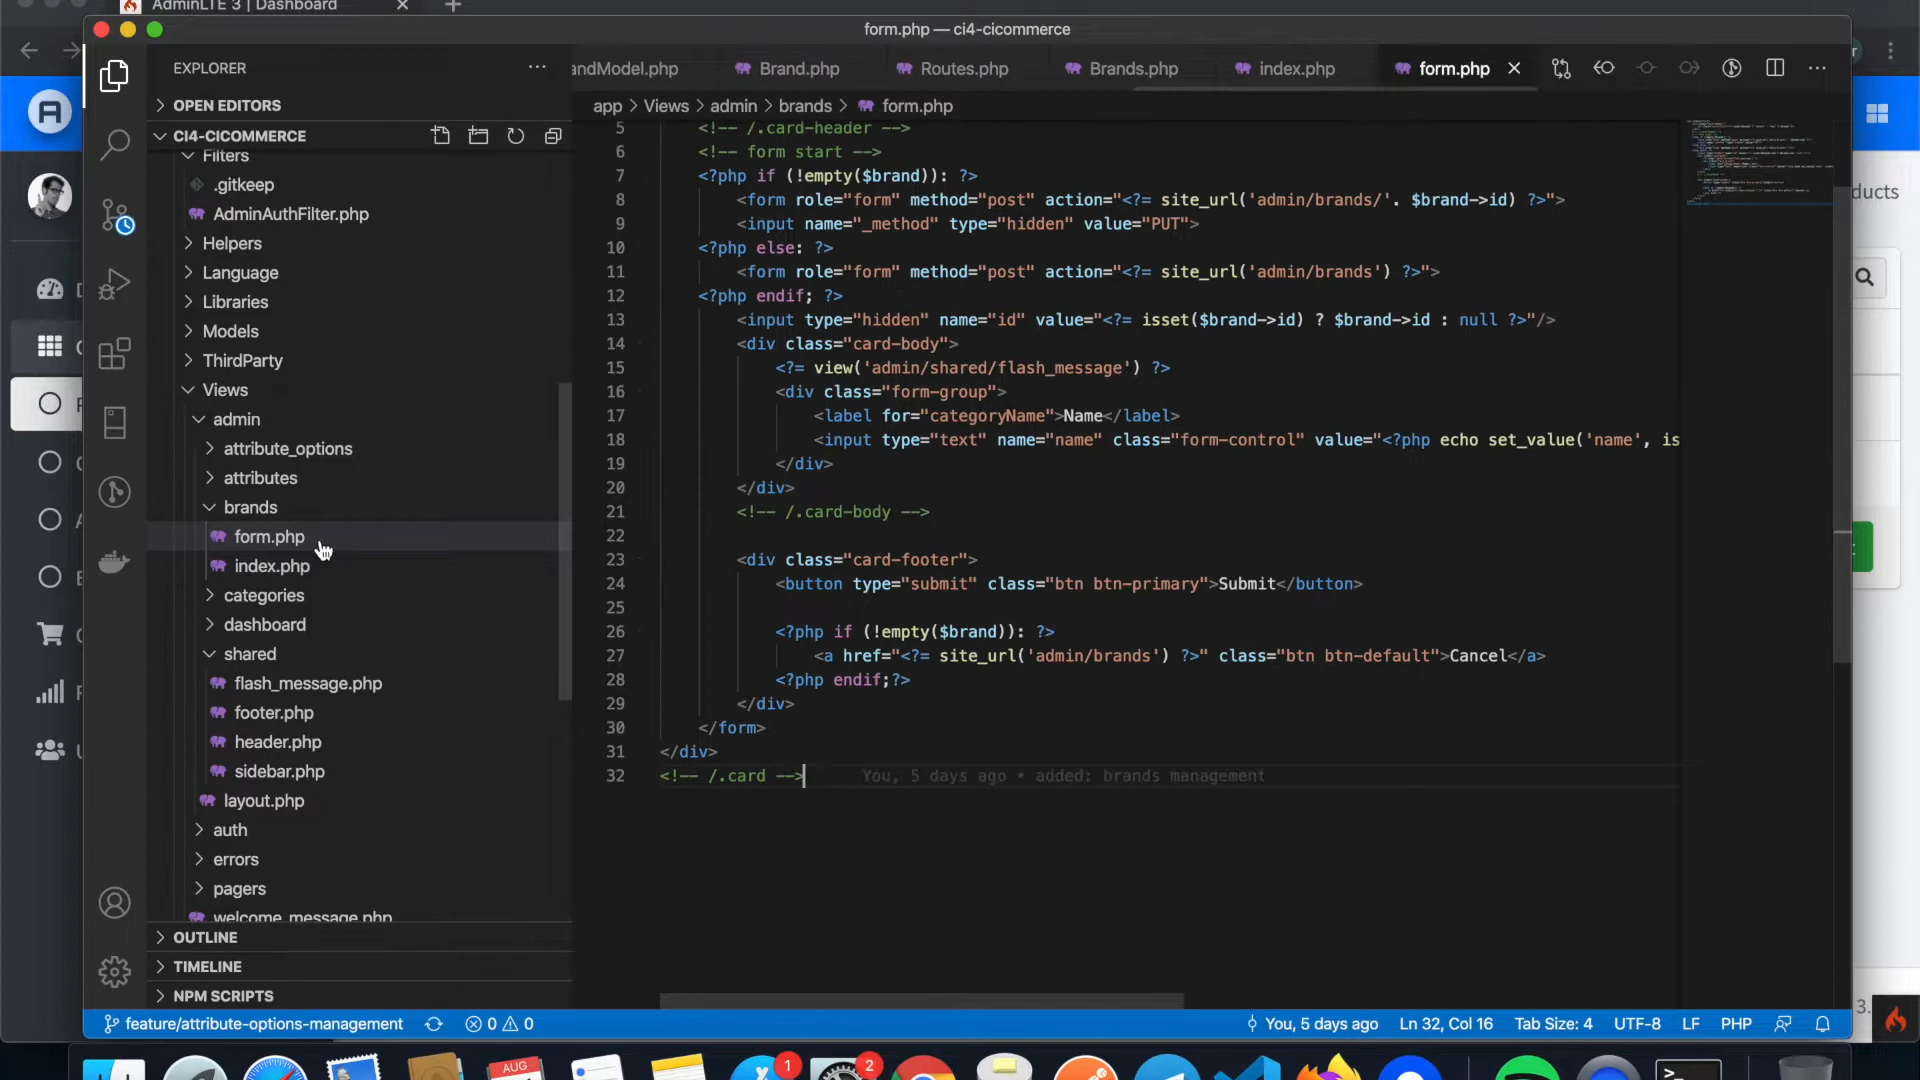 AdminLTE 3 | Dashboard
form.php — ci4-cicommerce
EXPLORER
andModel.php
Brand.php
Routes.php
Brands.php
index.php
form.php
OPEN EDITORS
app > Views > admin > brands > form.php
CI4-CICOMMERCE
Filters
.gitkeep
AdminAuthFilter.php
Helpers
Language
Libraries
Models
ThirdParty
Views
admin
attribute_options
attributes
brands
form.php
index.php
categories
dashboard
shared
flash_message.php
footer.php
header.php
sidebar.php
layout.php
auth
errors
pagers
welcome_message.php
OUTLINE
TIMELINE
NPM SCRIPTS
5 <!-- /.card-header -->
6 <!-- form start -->
7 <?php if (!empty($brand)): ?>
8 <form role="form" method="post" action="<?= site_url('admin/brands/'. $brand->id) ?>">
9 <input name="_method" type="hidden" value="PUT">
10 <?php else: ?>
11 <form role="form" method="post" action="<?= site_url('admin/brands') ?>">
12 <?php endif; ?>
13 <input type="hidden" name="id" value="<?= isset($brand->id) ? $brand->id : null ?>"/>
14 <div class="card-body">
15 <?= view('admin/shared/flash_message') ?>
16 <div class="form-group">
17 <label for="categoryName">Name</label>
18 <input type="text" name="name" class="form-control" value="<?php echo set_value('name', is
19 </div>
20 </div>
21 <!-- /.card-body -->
22
23 <div class="card-footer">
24 <button type="submit" class="btn btn-primary">Submit</button>
25
26 <?php if (!empty($brand)): ?>
27 <a href="<?= site_url('admin/brands') ?>" class="btn btn-default">Cancel</a>
28 <?php endif;?>
29 </div>
30 </form>
31 </div>
32 <!-- /.card --> You, 5 days ago • added: brands management
ducts
3.
feature/attribute-options-management
0
0
You, 5 days ago
Ln 32, Col 16
Tab Size: 4
UTF-8
LF
PHP
AUG
1
2